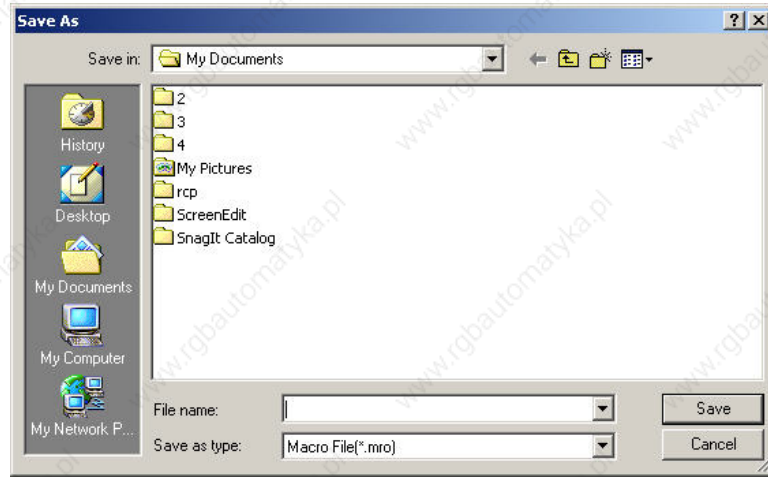 Save As
Save in: My Documents
History
Desktop
My Documents
My Computer
My Network P...
2
3
4
My Pictures
rcp
ScreenEdit
SnagIt Catalog
File name:
Save
Save as type: Macro File(*.mro)
Cancel
www.rgbautomatyka.pl